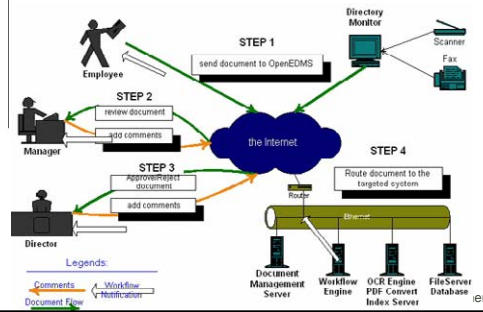 Directory
Monitor
Scanner
Fax
STEP 1
send document to OpenEDMS
Employee
STEP 2
review document
add comments
Manager
the Internet
STEP 3
Approve/Reject
document
add comments
Director
STEP 4
Route document to the
targeted system
Router
Ethernet
Document
Management
Server
Workflow
Engine
OCR Engine
PDF Convert
Index Server
FileServer
Database
Legends:
Comments
Document Flow
Workflow
Notification